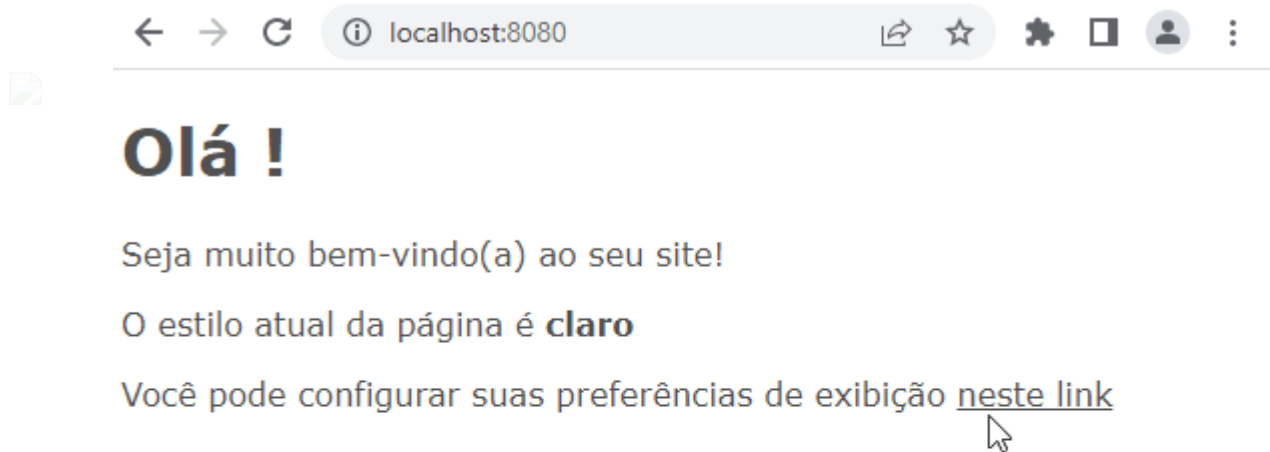 localhost:8080
Olá !
Seja muito bem-vindo(a) ao seu site!
O estilo atual da página é claro
Você pode configurar suas preferências de exibição neste link